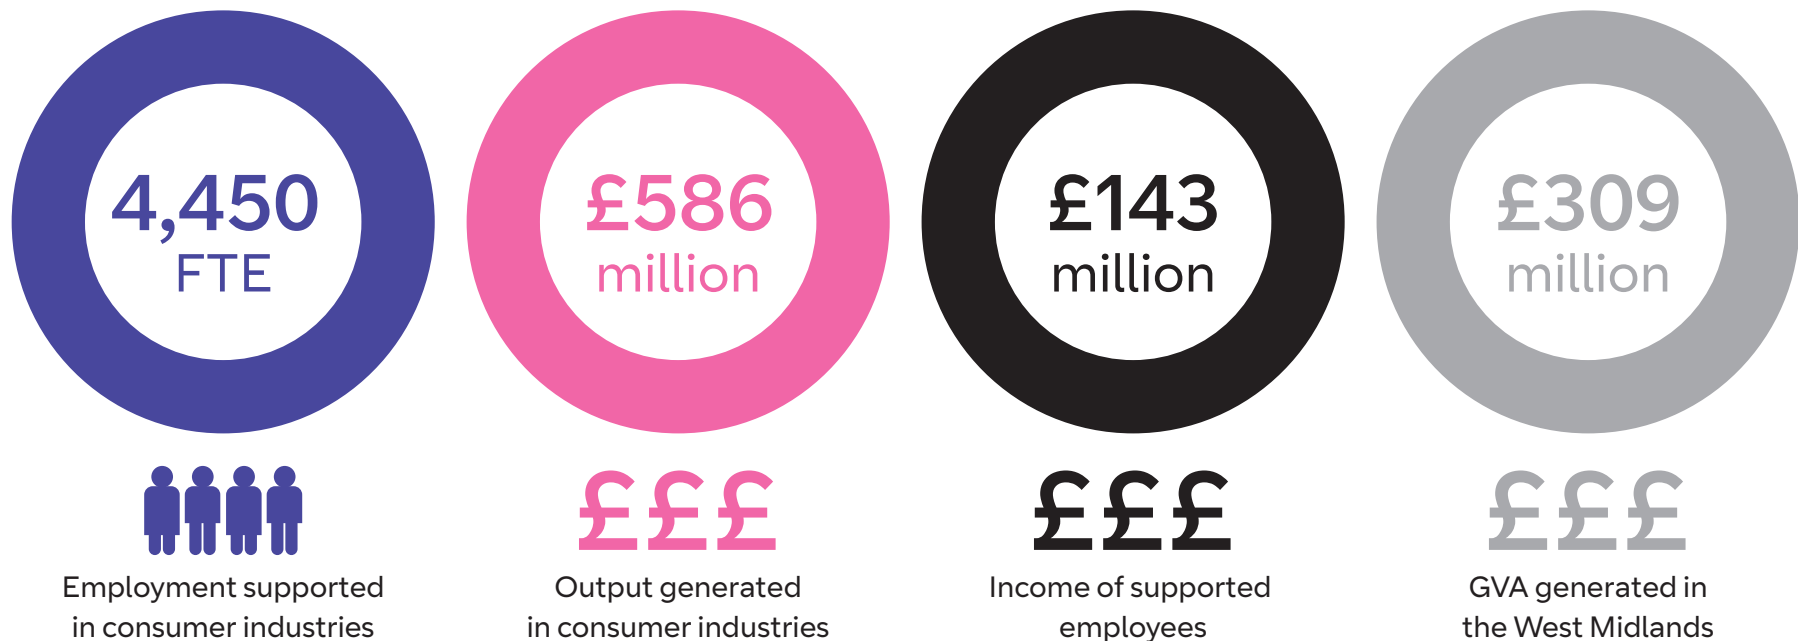 4,450
FTE
£££
Employment supported
in consumer industries
£586
million
£££
Output generated
in consumer industries
£143
million
£££
Income of supported
employees
£309
million
£££
GVA generated in
the West Midlands